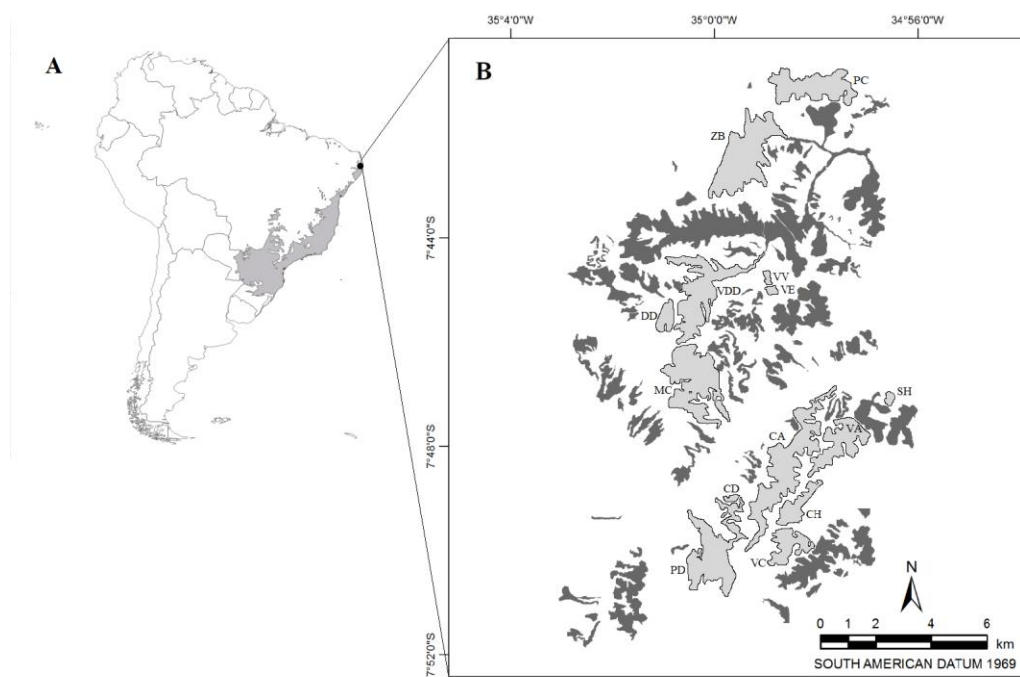 35°4'0"W 35°0'0"W 34°56'0"W
A
B
PC
ZB
7°44'0"S
VV
VE
VDD
DD
MC
SH
CA
VA
7°48'0"S
CD
CH
VC
PD
N
0 1 2 4 6
km
SOUTH AMERICAN DATUM 1969
7°52'0"S